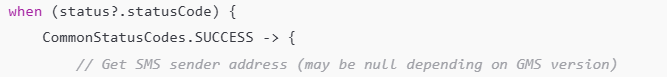 when (status?.statusCode) {
    CommonStatusCodes.SUCCESS -> {
        // Get SMS sender address (may be null depending on GMS version)